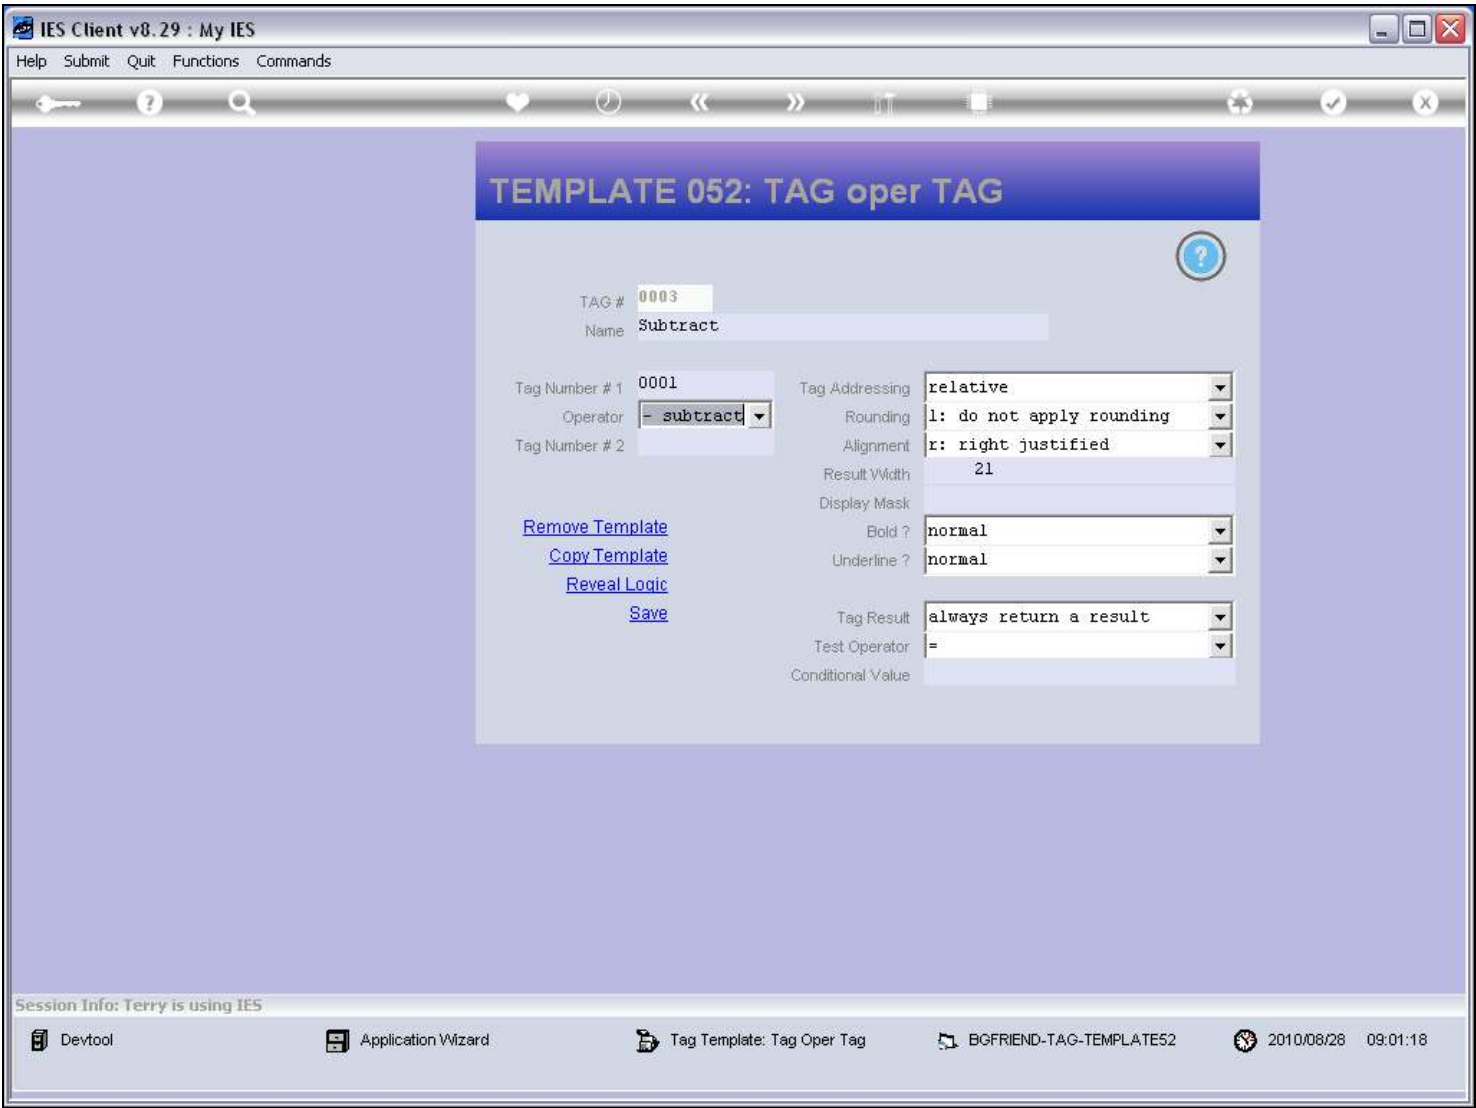 IES Client v8.29 : My IES
Help Submit Quit Functions Commands
TEMPLATE 052: TAG oper TAG
TAG # 0003
Name Subtract
Tag Number # 1 0001 Tag Addressing relative
Operator - subtract Rounding 1: do not apply rounding
Tag Number # 2 Alignment r: right justified
Result Width 21
Display Mask
Remove Template Bold ? normal
Copy Template Underline ? normal
Reveal Logic
Save Tag Result always return a result
Test Operator =
Conditional Value
Session Info: Terry is using IES
Devtool Application Wizard Tag Template: Tag Oper Tag BGFRIEND-TAG-TEMPLATE52 2010/08/28 09:01:18